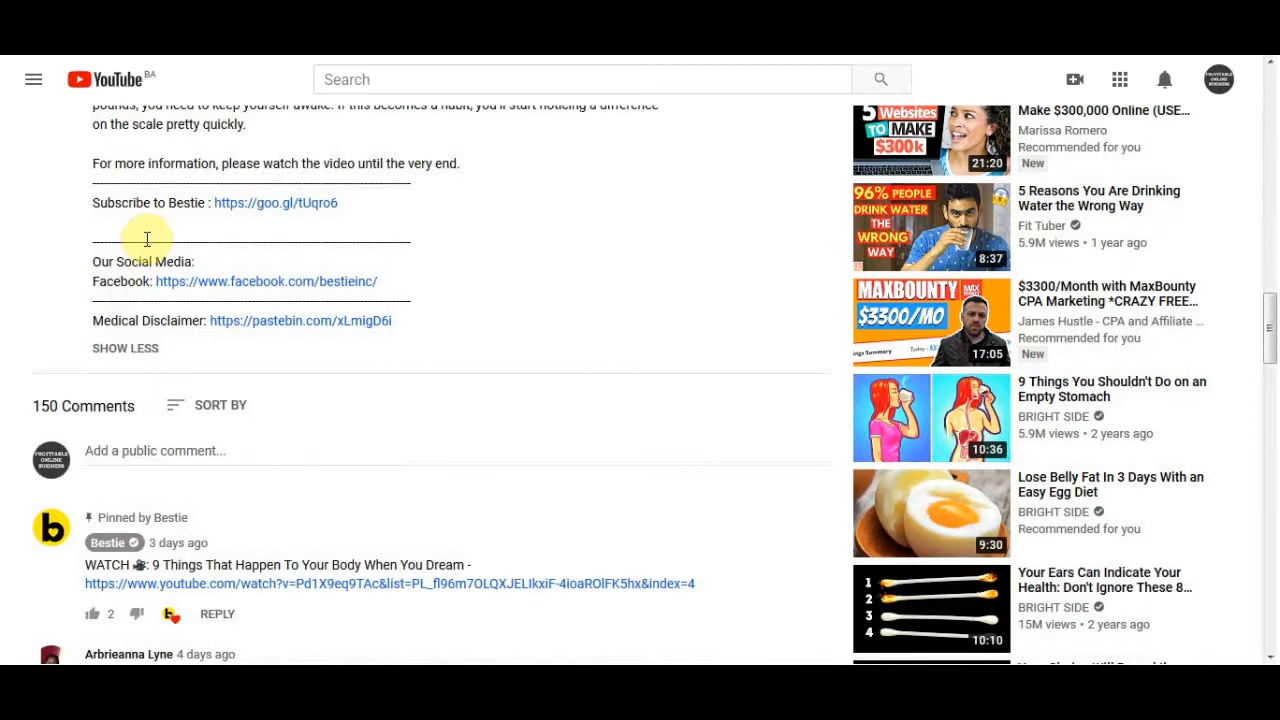 YouTube BA
Search
PROFITABLE ONLINE BUSINESS
pounds, you need to keep yourself awake. If this becomes a habit, you'll start noticing a difference
on the scale pretty quickly.
For more information, please watch the video until the very end.
Subscribe to Bestie : https://goo.gl/tUqro6
Our Social Media:
Facebook: https://www.facebook.com/bestieinc/
Medical Disclaimer: https://pastebin.com/xLmigD6i
SHOW LESS
150 Comments
SORT BY
PROFITABLE ONLINE BUSINESS
Add a public comment...
b
Pinned by Bestie
Bestie 3 days ago
WATCH 🎥: 9 Things That Happen To Your Body When You Dream -
https://www.youtube.com/watch?v=Pd1X9eq9TAc&list=PL_fl96m7OLQXJELIkxiF-4ioaROlFK5hx&index=4
2
b
REPLY
Arbrieanna Lyne 4 days ago
5 Websites
TO MAKE
$300k
21:20
Make $300,000 Online (USE...
Marissa Romero
Recommended for you
New
96% PEOPLE
DRINK WATER
THE
WRONG
WAY
8:37
5 Reasons You Are Drinking
Water the Wrong Way
Fit Tuber
5.9M views • 1 year ago
MAXBOUNTY
$3300/MO
17:05
$3300/Month with MaxBounty
CPA Marketing *CRAZY FREE...
James Hustle - CPA and Affiliate ...
Recommended for you
New
10:36
9 Things You Shouldn't Do on an
Empty Stomach
BRIGHT SIDE
5.9M views • 2 years ago
9:30
Lose Belly Fat In 3 Days With an
Easy Egg Diet
BRIGHT SIDE
Recommended for you
1
2
3
4
10:10
Your Ears Can Indicate Your
Health: Don't Ignore These 8...
BRIGHT SIDE
15M views • 2 years ago